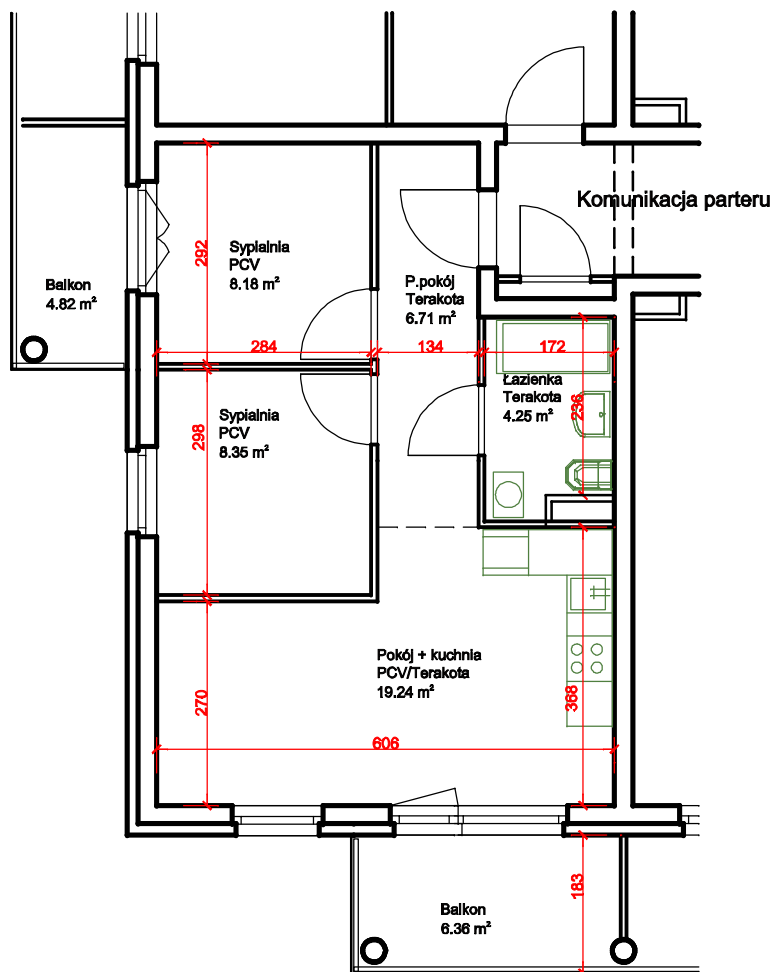 Komunikacja parteru
292
Sypialnia
PCV
8.18 m²
P.pokój
Terakota
6.71 m²
Balkon
4.82 m²
284
134
172
Łazienka
Terakota
4.25 m²
236
Sypialnia
PCV
8.35 m²
298
Pokój + kuchnia
PCV/Terakota
19.24 m²
270
368
606
183
Balkon
6.36 m²